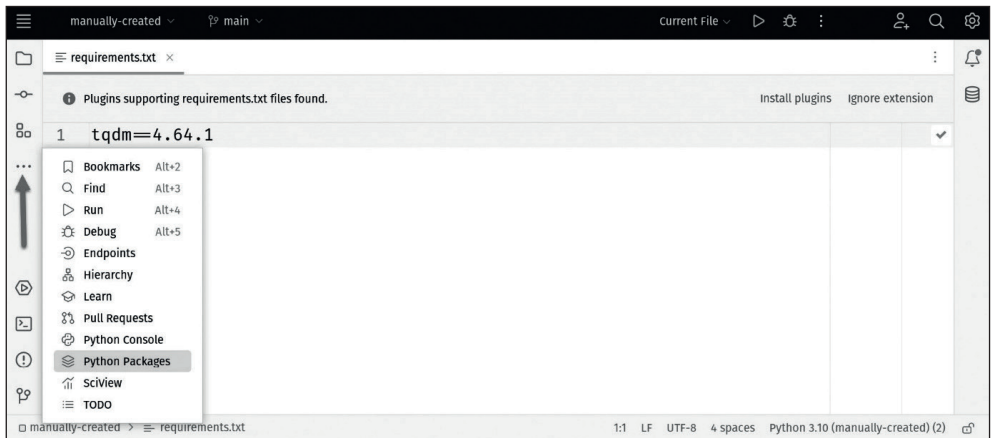 manually-created main Current File
requirements.txt
Plugins supporting requirements.txt files found. Install plugins Ignore extension
1 tqdm==4.64.1
Bookmarks Alt+2
Find Alt+3
Run Alt+4
Debug Alt+5
Endpoints
Hierarchy
Learn
Pull Requests
Python Console
Python Packages
SciView
TODO
manually-created > requirements.txt 1:1 LF UTF-8 4 spaces Python 3.10 (manually-created) (2)